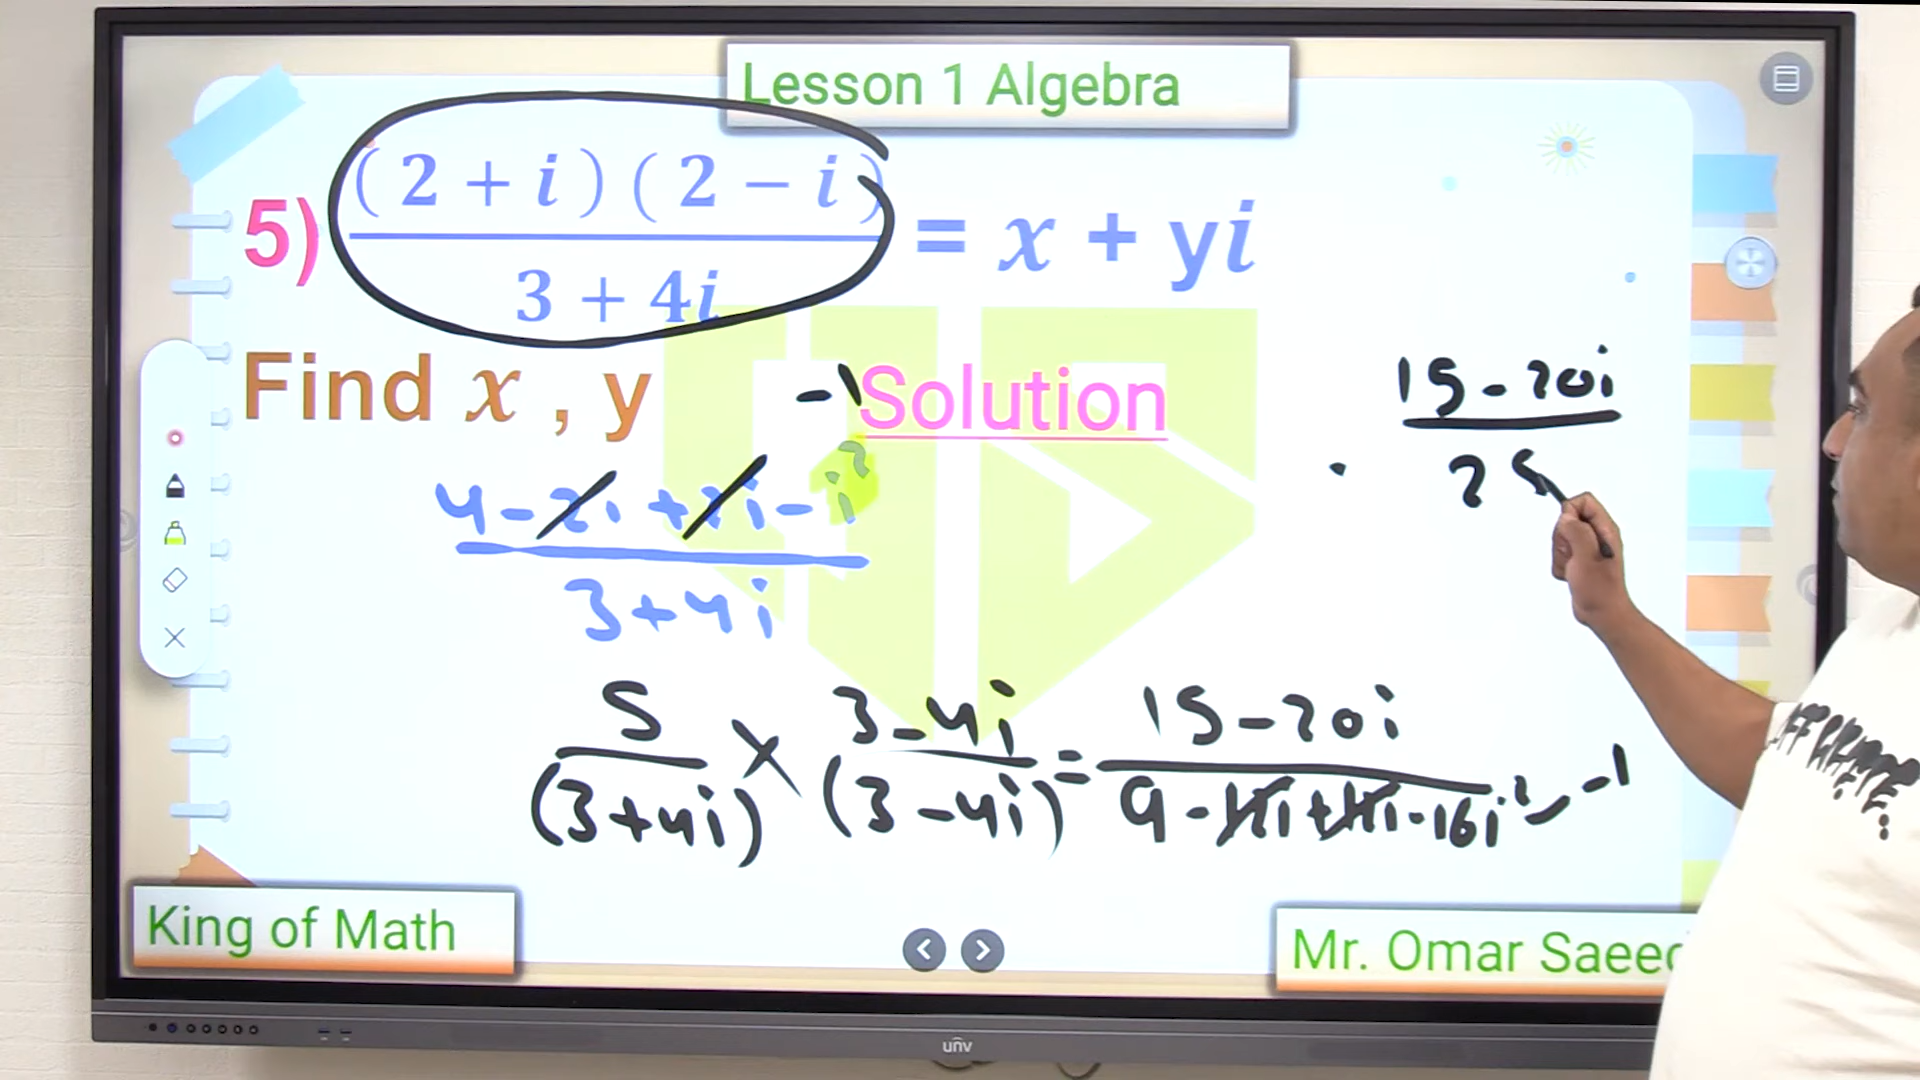 Lesson 1 Algebra
5) (2 + i)(2 − i) / 3 + 4i = x + yi
Find x , y
Solution
−1
4 − 2i + 2i − i²
3 + 4i
15 − 20i
25
5 / (3 + 4i) × 3 − 4i / (3 − 4i) = 15 − 20i / 9 − 12i + 12i − 16i² −1
King of Math
Mr. Omar Saeed
unv